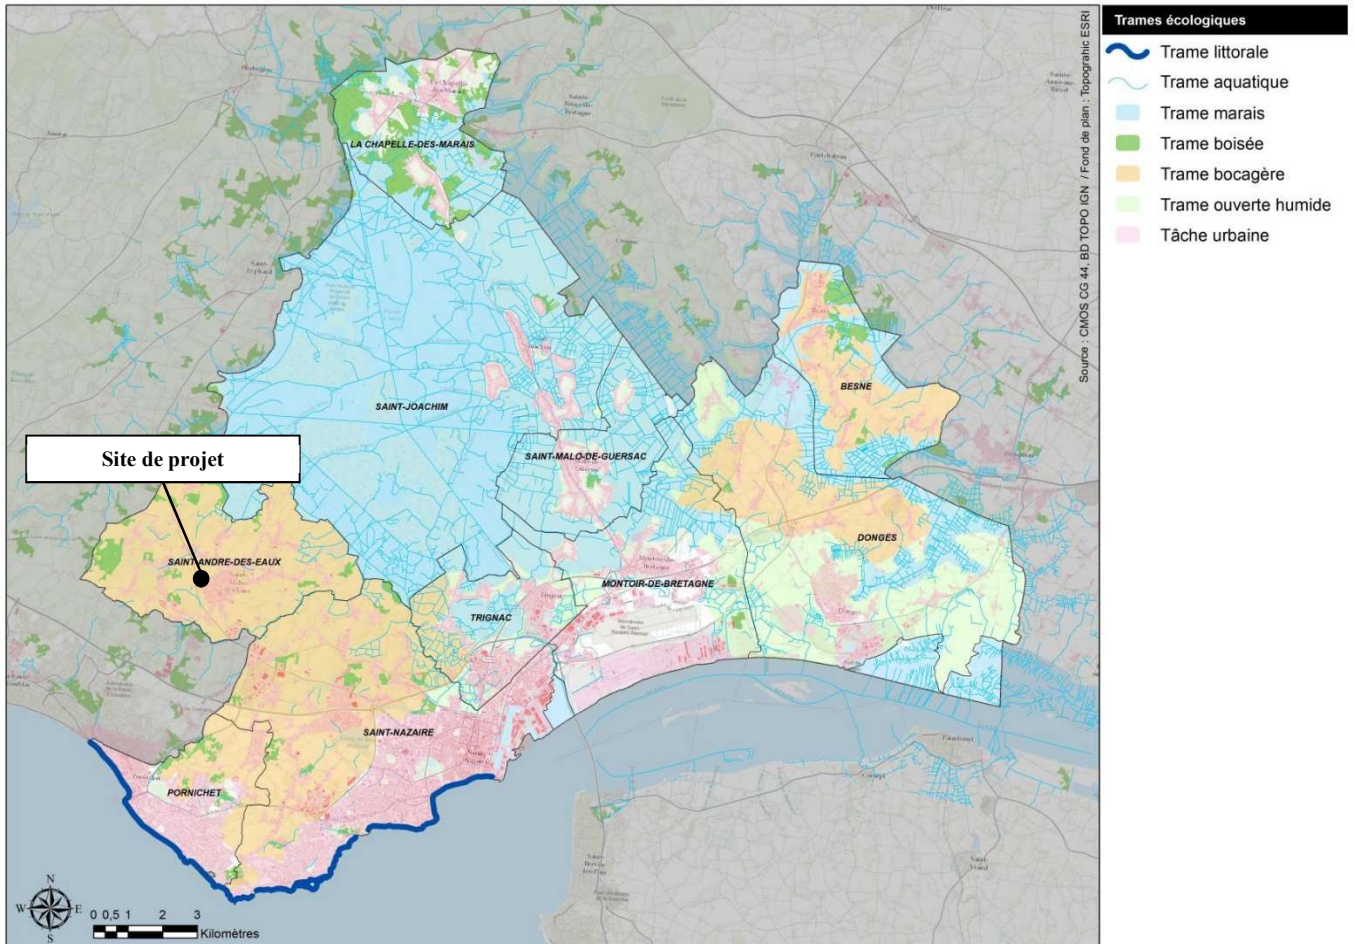 Trames écologiques
Trame littorale
Trame aquatique
Trame marais
Trame boisée
Trame bocagère
Trame ouverte humide
Tâche urbaine
Source : CMOS CG 44, BD TOPO IGN / Fond de plan : Topograhic ESRI
LA CHAPELLE-DES-MARAIS
SAINT-JOACHIM
BESNE
Site de projet
SAINT-MALO-DE-GUERSAC
DONGES
SAINT-ANDRE-DES-EAUX
MONTOIR-DE-BRETAGNE
TRIGNAC
SAINT-NAZAIRE
PORNICHET
N
W E
S
0 0,5 1 2 3
Kilomètres